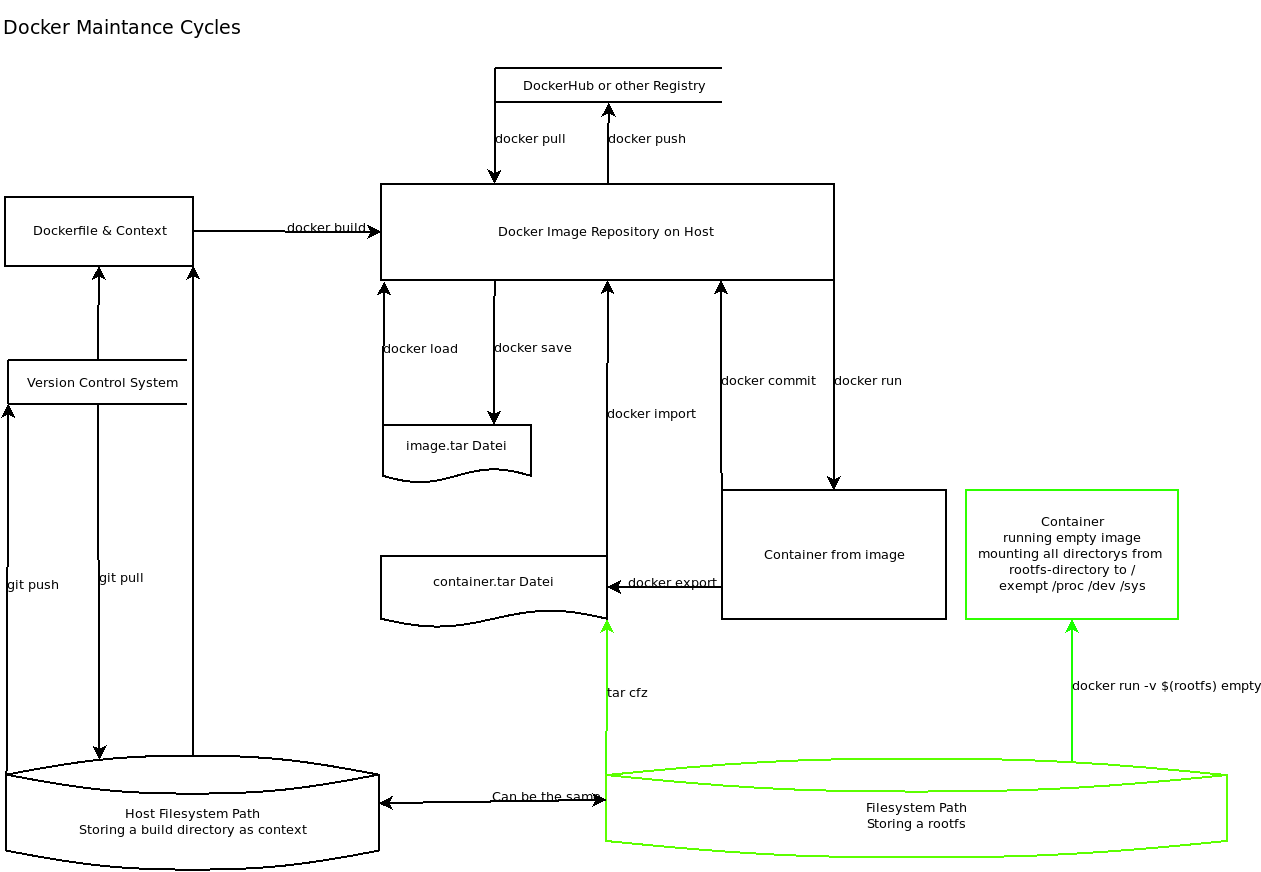 Docker Maintance Cycles
DockerHub or other Registry
docker pull
docker push
Dockerfile & Context
docker build
Docker Image Repository on Host
docker load
docker save
Version Control System
docker commit
docker run
docker import
image.tar Datei
Container
running empty image
mounting all directorys from
rootfs-directory to /
exempt /proc /dev /sys
Container from image
container.tar Datei
docker export
git push
git pull
tar cfz
docker run -v $(rootfs) empty
Can be the same
Host Filesystem Path
Storing a build directory as context
Filesystem Path
Storing a rootfs